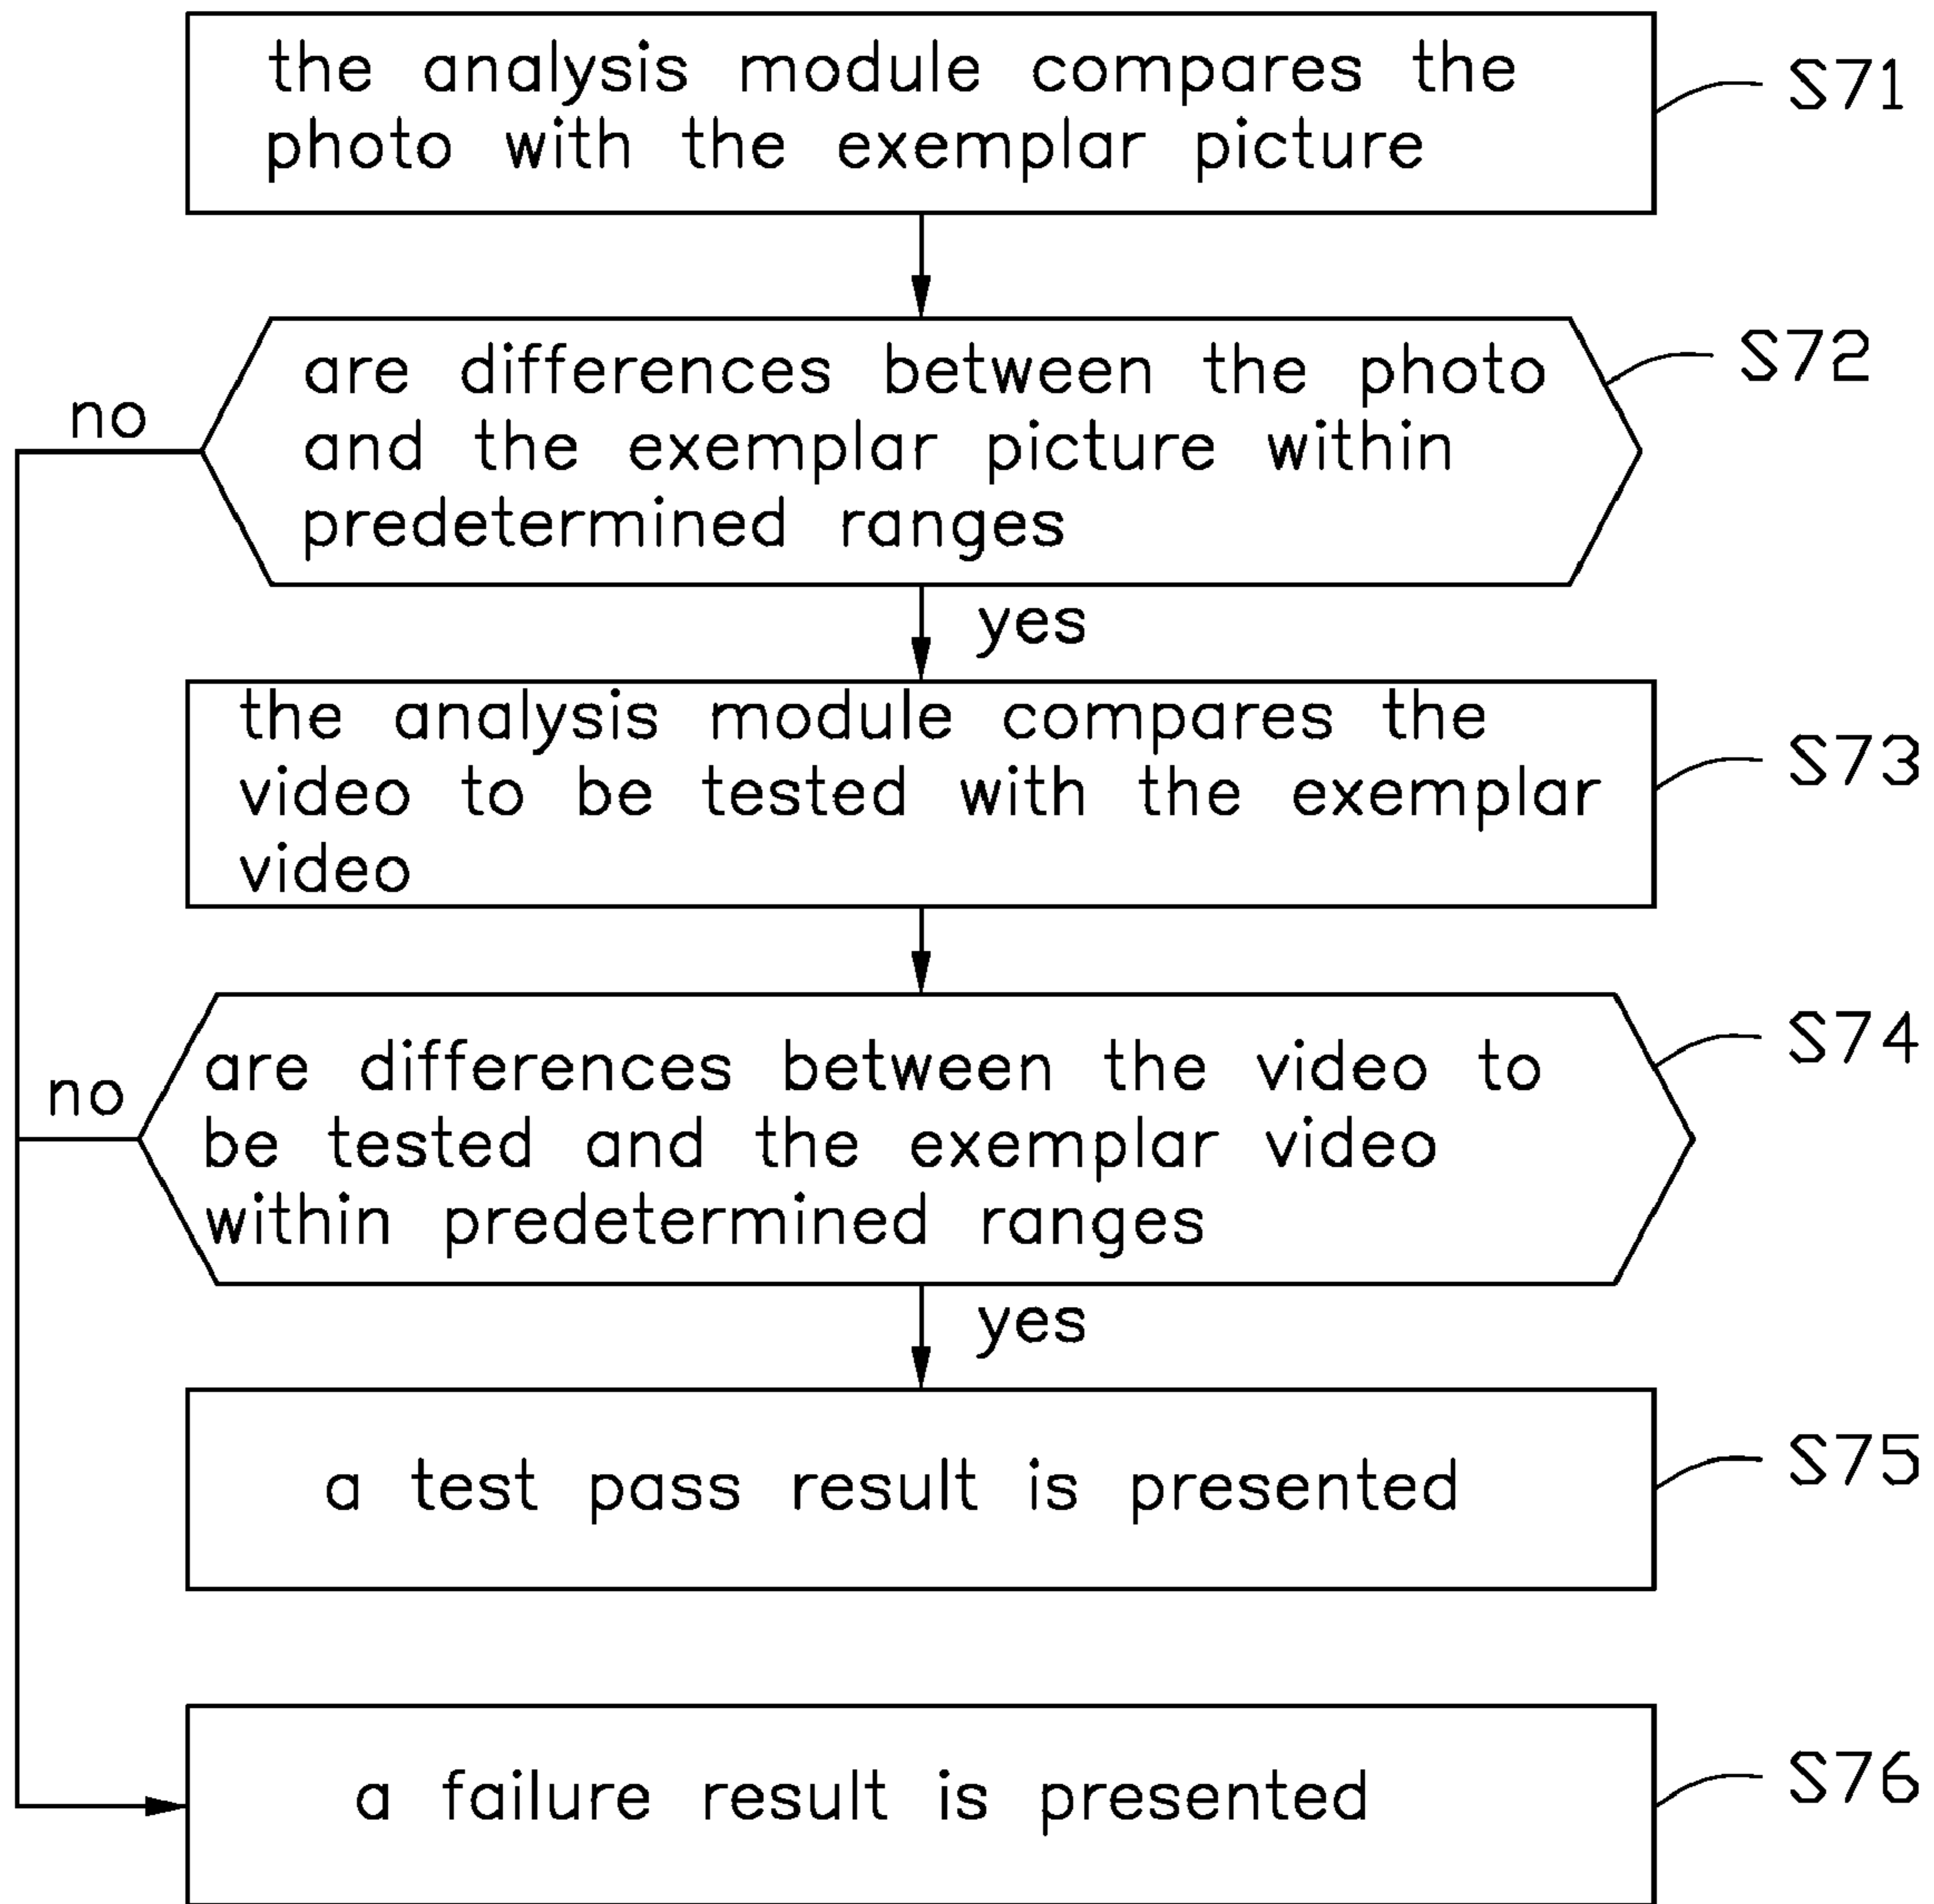 the analysis module compares the
photo with the exemplar picture
S71
are differences between the photo
and the exemplar picture within
predetermined ranges
S72
no
yes
the analysis module compares the
video to be tested with the exemplar
video
S73
are differences between the video to
be tested and the exemplar video
within predetermined ranges
S74
no
yes
a test pass result is presented
S75
a failure result is presented
S76